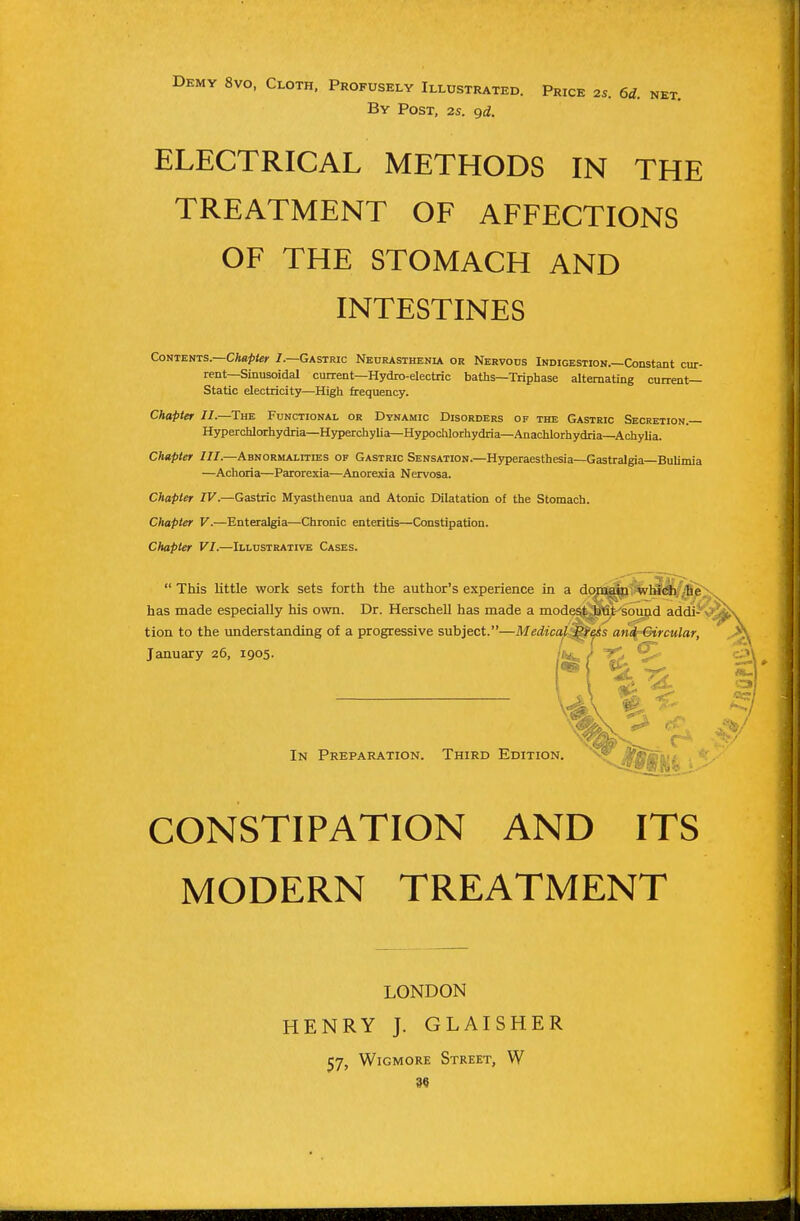 Demy 8vo, Cloth, Profusely Illustrated. Price 2s. 6d. net.
By Post, 2s. 9d.
ELECTRICAL METHODS IN THE
TREATMENT OF AFFECTIONS
OF THE STOMACH AND
INTESTINES
Contents.—Chapter I.—Gastric Neurasthenia or Nervous Indigestion.—Constant cur-
rent—Sinusoidal current—Hydro-electric baths—Triphase alternating current—
Static electricity—High frequency.
Chapter II.—The Functional or Dynamic Disorders of the Gastric Secretion.—
Hyperchlorhydria—Hyperchylia—Hypochlorhydria—Anachlorhydria—Achylia.
Chapter III.—Abnormalities of Gastric Sensation.—Hyperaesthesia—Gastralgia—Bulimia
—Achoria—Parorexia—Anorexia Nervosa.
Chapter IV.—Gastric Myasthenua and Atonic Dilatation of the Stomach.
Chapter V.—Enteralgia—Chronic enteritis—Constipation.
Chapter VI.—Illustrative Cases.
“ This little work sets forth the author’s experience in a domain which he
has made especially his own. Dr. Herschell has made a modest but sound addi-
tion to the understanding of a progressive subject.”—Medical Press and Circular,
January 26, 1905.
In Preparation. Third Edition.
CONSTIPATION AND ITS
MODERN TREATMENT
LONDON
HENRY J. GLAISHER
57, Wigmore Street, W
36